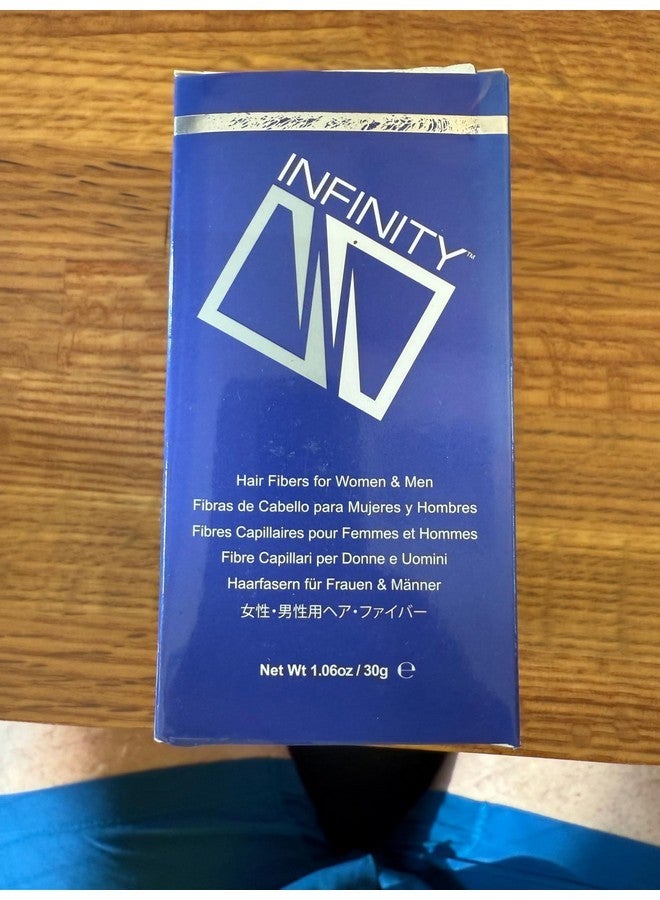 INFINITY™
Hair Fibers for Women & Men
Fibras de Cabello para Mujeres y Hombres
Fibres Capillaires pour Femmes et Hommes
Fibre Capillari per Donne e Uomini
Haarfasern für Frauen & Männer
女性・男性用ヘア・ファイバー
Net Wt 1.06oz / 30g ℮